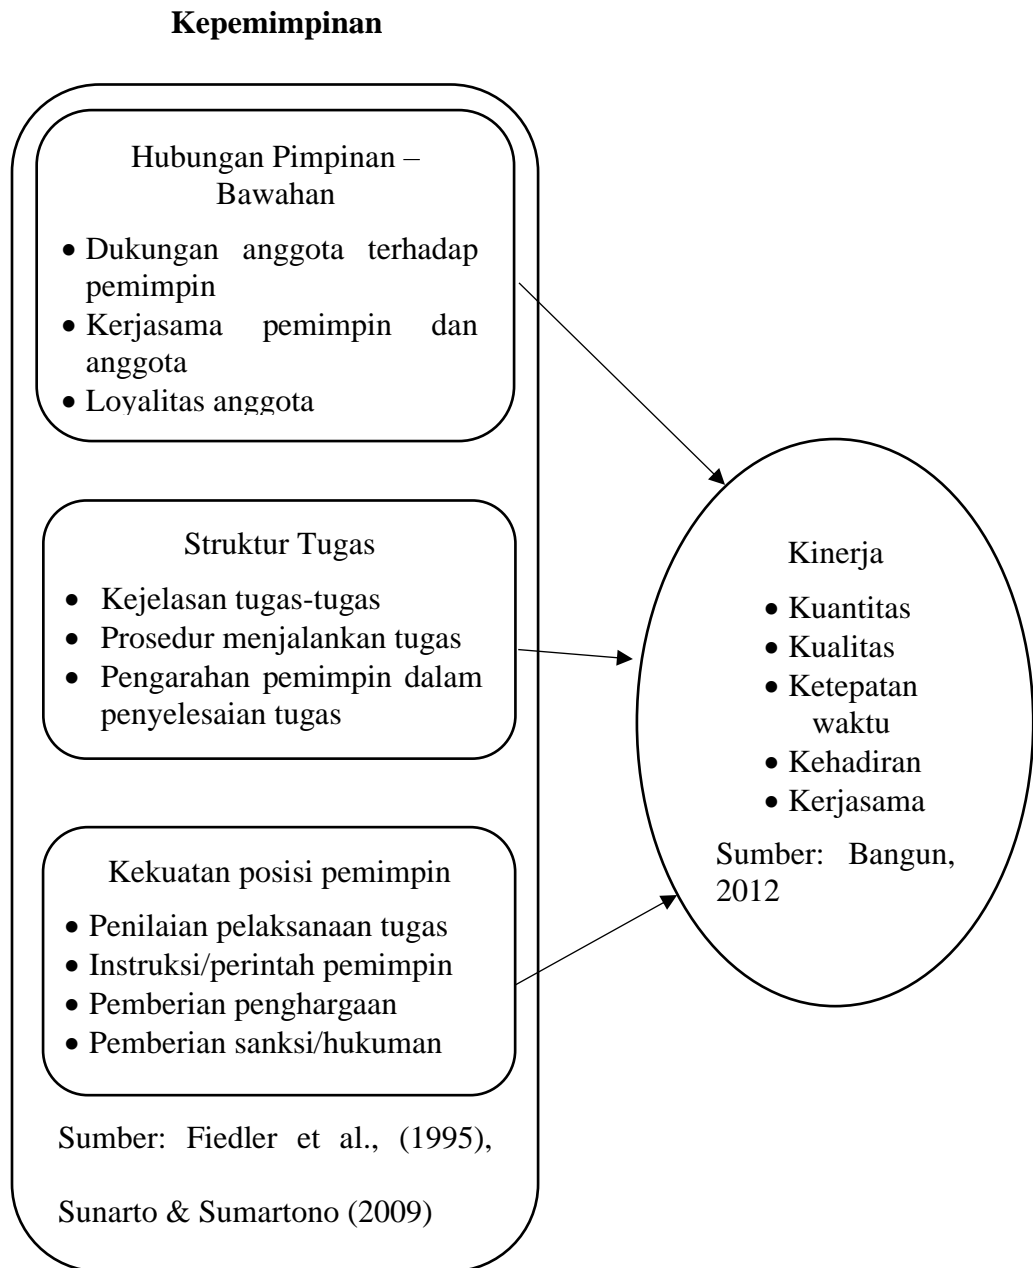 Kepemimpinan
Hubungan Pimpinan –
Bawahan
• Dukungan anggota terhadap
pemimpin
• Kerjasama pemimpin dan
anggota
• Loyalitas anggota
Struktur Tugas
• Kejelasan tugas-tugas
• Prosedur menjalankan tugas
• Pengarahan pemimpin dalam
penyelesaian tugas
Kekuatan posisi pemimpin
• Penilaian pelaksanaan tugas
• Instruksi/perintah pemimpin
• Pemberian penghargaan
• Pemberian sanksi/hukuman
Sumber: Fiedler et al., (1995),
Sunarto & Sumartono (2009)
Kinerja
• Kuantitas
• Kualitas
• Ketepatan
waktu
• Kehadiran
• Kerjasama
Sumber: Bangun,
2012